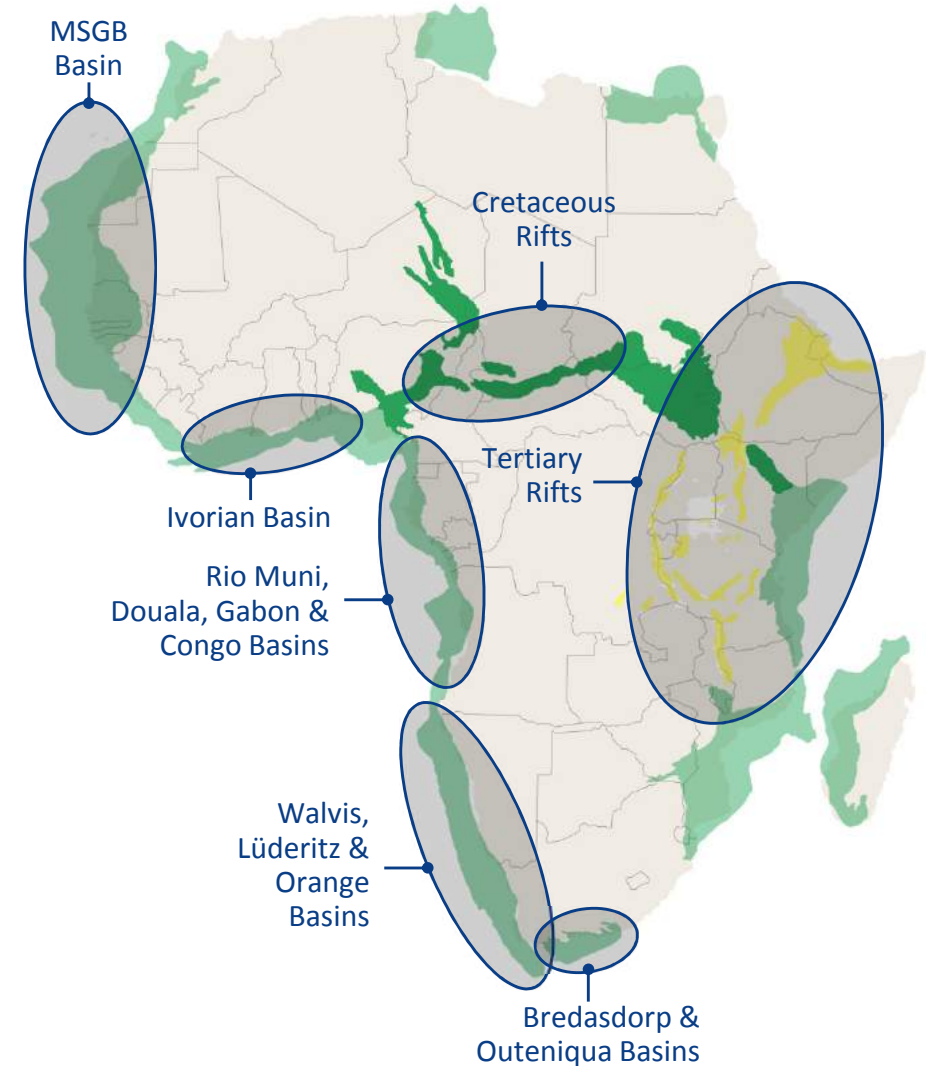 MSGB
Basin
Cretaceous
Rifts
Tertiary
Rifts
Ivorian Basin
Rio Muni,
Douala, Gabon &
Congo Basins
Walvis,
Lüderitz &
Orange
Basins
Bredasdorp &
Outeniqua Basins